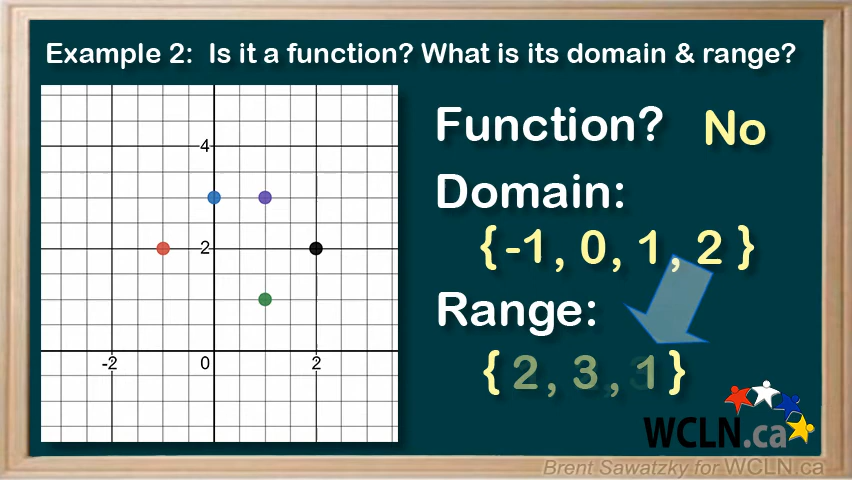 Example 2: Is it a function? What is its domain & range?
Function? No
Domain:
{ -1, 0, 1, 2 }
Range:
{ 2, 3, 1 }
4
2
-2 0 2
WCLN.ca
Brent Sawatzky for WCLN.ca